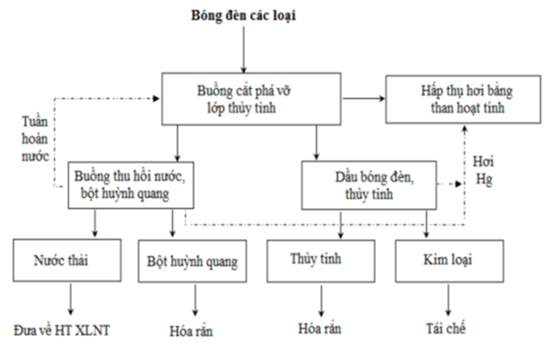 Bóng đèn các loại
Buồng cắt phá vỡ
lớp thủy tinh
Hấp thụ hơi bằng
than hoạt tính
Tuần
hoàn
nước
Buồng thu hồi nước,
bột huỳnh quang
Dầu bóng đèn,
thủy tinh
Hơi
Hg
Nước thải
Bột huỳnh quang
Thủy tinh
Kim loại
Đưa về HT XLNT
Hóa rắn
Hóa rắn
Tái chế